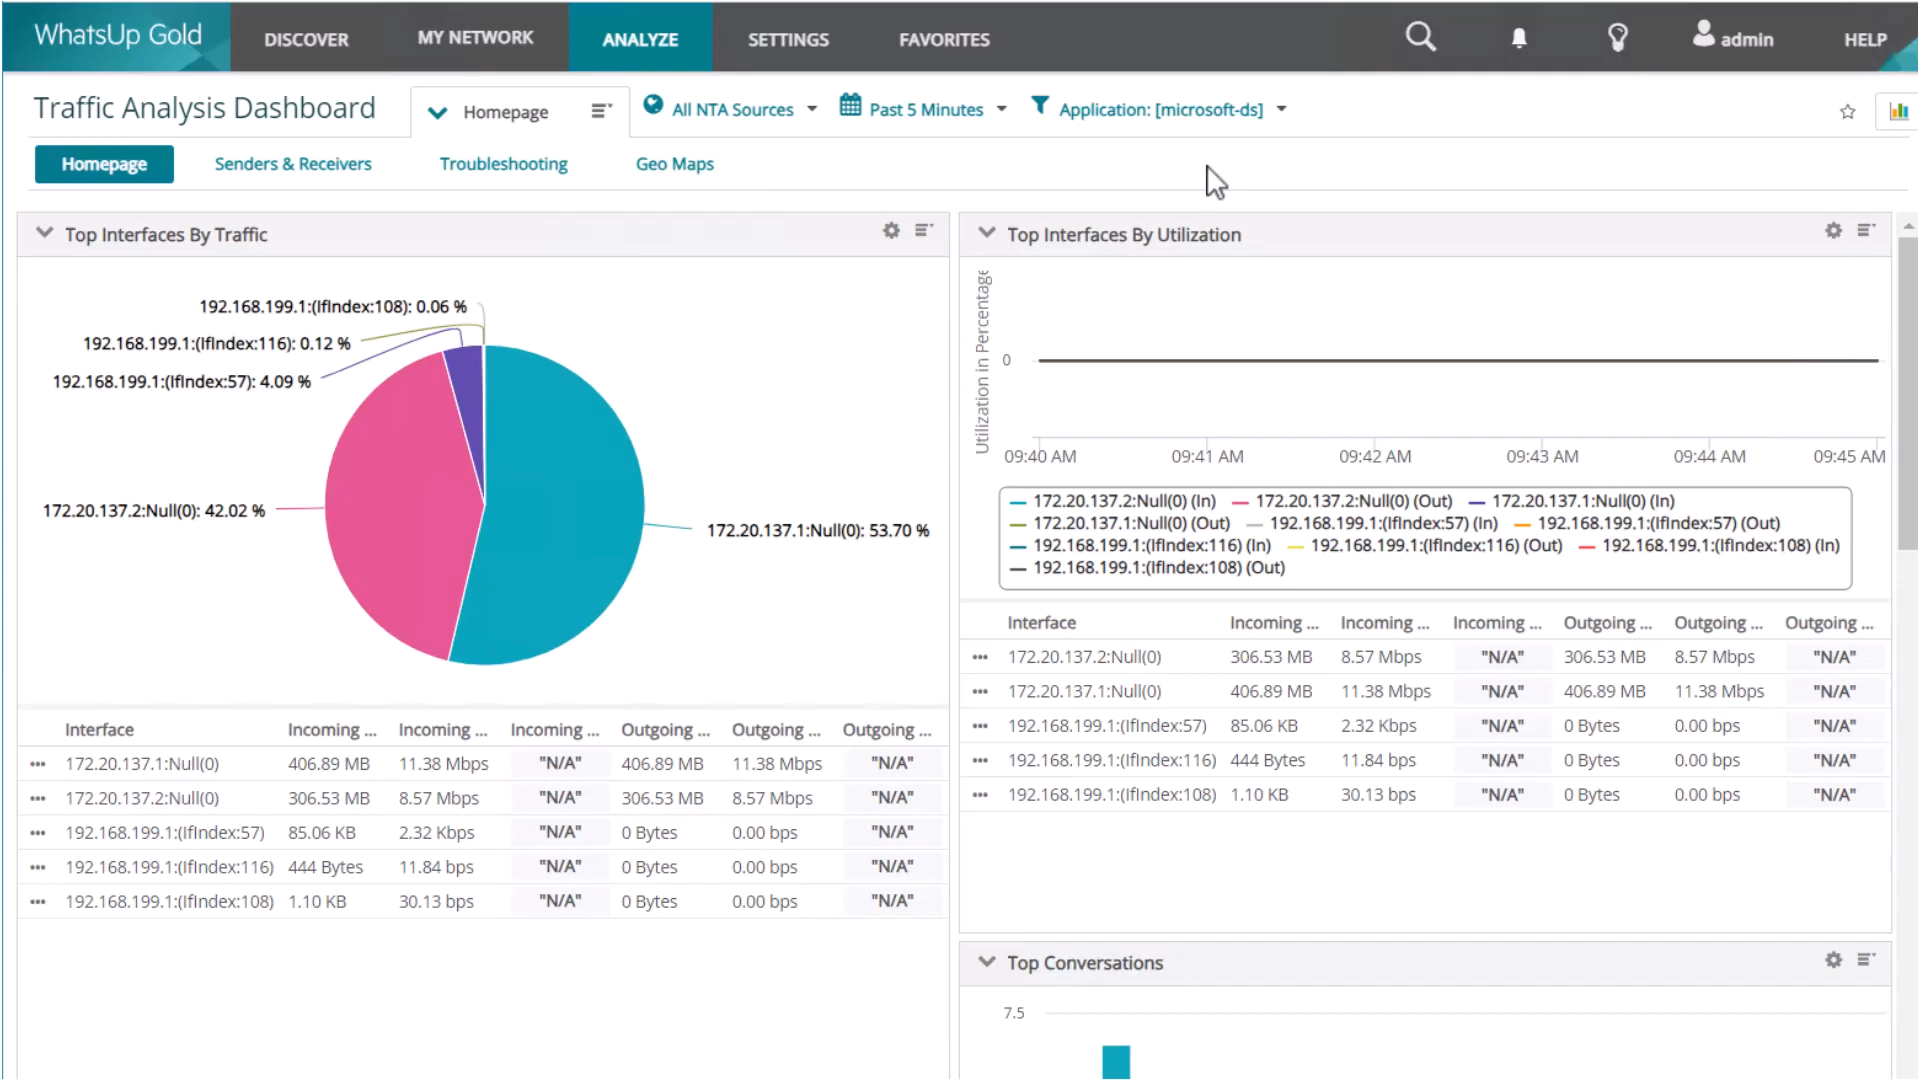 WhatsUp Gold
DISCOVER
MY NETWORK
ANALYZE
SETTINGS
FAVORITES
admin
HELP
Traffic Analysis Dashboard
Homepage
All NTA Sources
Past 5 Minutes
Application: [microsoft-ds]
Homepage
Senders & Receivers
Troubleshooting
Geo Maps
Top Interfaces By Traffic
192.168.199.1:(IfIndex:108): 0.06 %
192.168.199.1:(IfIndex:116): 0.12 %
192.168.199.1:(IfIndex:57): 4.09 %
172.20.137.2:Null(0): 42.02 %
172.20.137.1:Null(0): 53.70 %
Interface Incoming ... Incoming ... Incoming ... Outgoing ... Outgoing ... Outgoing ...
172.20.137.1:Null(0) 406.89 MB 11.38 Mbps "N/A" 406.89 MB 11.38 Mbps "N/A"
172.20.137.2:Null(0) 306.53 MB 8.57 Mbps "N/A" 306.53 MB 8.57 Mbps "N/A"
192.168.199.1:(IfIndex:57) 85.06 KB 2.32 Kbps "N/A" 0 Bytes 0.00 bps "N/A"
192.168.199.1:(IfIndex:116) 444 Bytes 11.84 bps "N/A" 0 Bytes 0.00 bps "N/A"
192.168.199.1:(IfIndex:108) 1.10 KB 30.13 bps "N/A" 0 Bytes 0.00 bps "N/A"
Top Interfaces By Utilization
Utilization in Percentage
0
09:40 AM 09:41 AM 09:42 AM 09:43 AM 09:44 AM 09:45 AM
172.20.137.2:Null(0) (In) 172.20.137.2:Null(0) (Out) 172.20.137.1:Null(0) (In)
172.20.137.1:Null(0) (Out) 192.168.199.1:(IfIndex:57) (In) 192.168.199.1:(IfIndex:57) (Out)
192.168.199.1:(IfIndex:116) (In) 192.168.199.1:(IfIndex:116) (Out) 192.168.199.1:(IfIndex:108) (In)
192.168.199.1:(IfIndex:108) (Out)
Interface Incoming ... Incoming ... Incoming ... Outgoing ... Outgoing ... Outgoing ...
172.20.137.2:Null(0) 306.53 MB 8.57 Mbps "N/A" 306.53 MB 8.57 Mbps "N/A"
172.20.137.1:Null(0) 406.89 MB 11.38 Mbps "N/A" 406.89 MB 11.38 Mbps "N/A"
192.168.199.1:(IfIndex:57) 85.06 KB 2.32 Kbps "N/A" 0 Bytes 0.00 bps "N/A"
192.168.199.1:(IfIndex:116) 444 Bytes 11.84 bps "N/A" 0 Bytes 0.00 bps "N/A"
192.168.199.1:(IfIndex:108) 1.10 KB 30.13 bps "N/A" 0 Bytes 0.00 bps "N/A"
Top Conversations
7.5